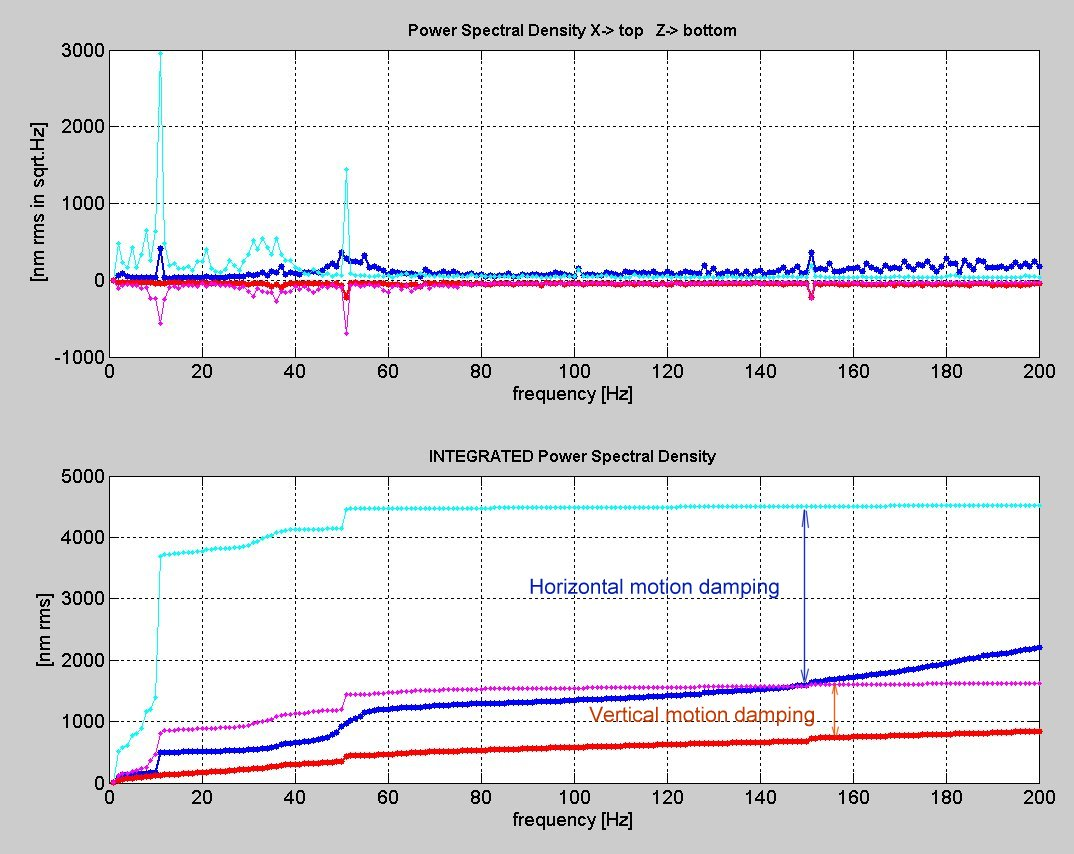 Power Spectral Density X-> top   Z-> bottom
[nm rms in sqrt.Hz]
3000
2000
1000
0
-1000
0 20 40 60 80 100 120 140 160 180 200
frequency [Hz]
INTEGRATED Power Spectral Density
[nm rms]
5000
4000
Horizontal motion damping
3000
2000
Vertical motion damping
1000
0
0 20 40 60 80 100 120 140 160 180 200
frequency [Hz]